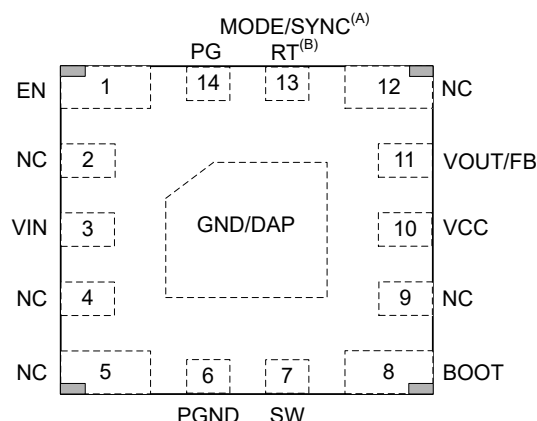 MODE/SYNC(A)
PG RT(B)
EN 1 14 13 12 NC
NC 2 11 VOUT/FB
VIN 3 GND/DAP 10 VCC
NC 4 9 NC
NC 5 6 7 8 BOOT
PGND SW